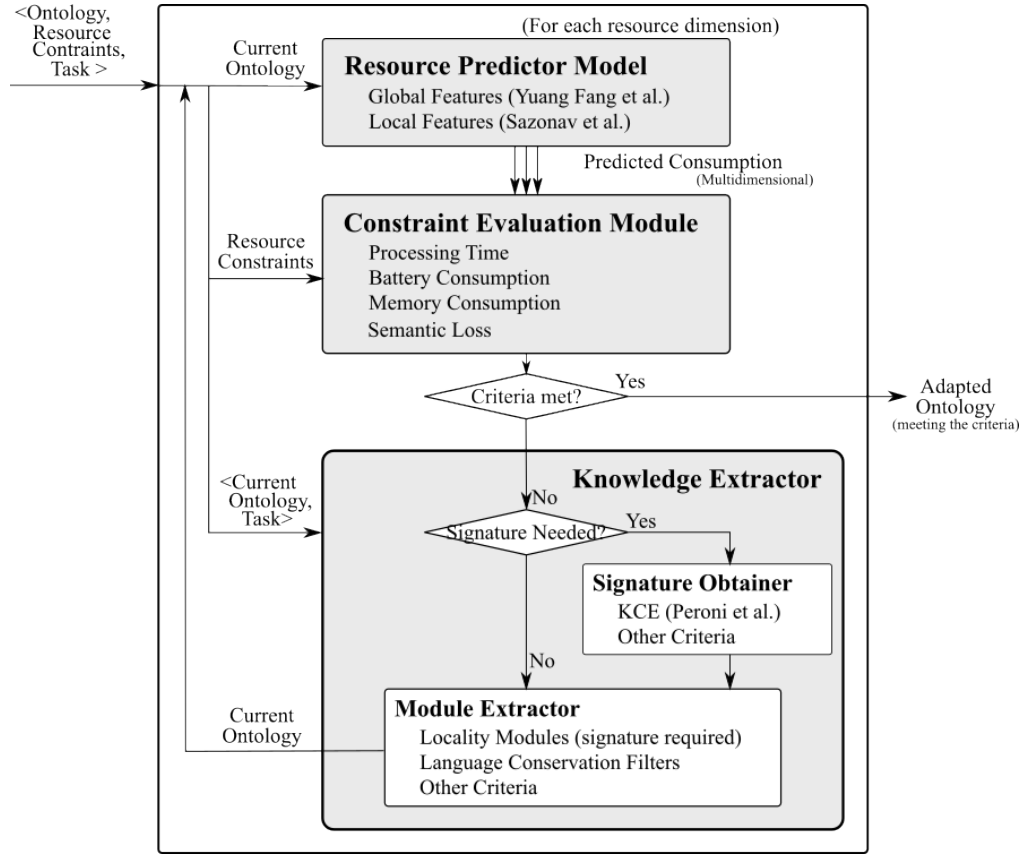 <Ontology,
Resource
Contraints,
Task >
(For each resource dimension)
Current
Ontology
Resource Predictor Model
Global Features (Yuang Fang et al.)
Local Features (Sazonav et al.)
Predicted Consumption
(Multidimensional)
Constraint Evaluation Module
Processing Time
Battery Consumption
Memory Consumption
Semantic Loss
Resource
Constraints
Criteria met?
Yes
Adapted
Ontology
(meeting the criteria)
Knowledge Extractor
<Current
Ontology,
Task>
No
Signature Needed?
Yes
Signature Obtainer
KCE (Peroni et al.)
Other Criteria
No
Module Extractor
Locality Modules (signature required)
Language Conservation Filters
Other Criteria
Current
Ontology